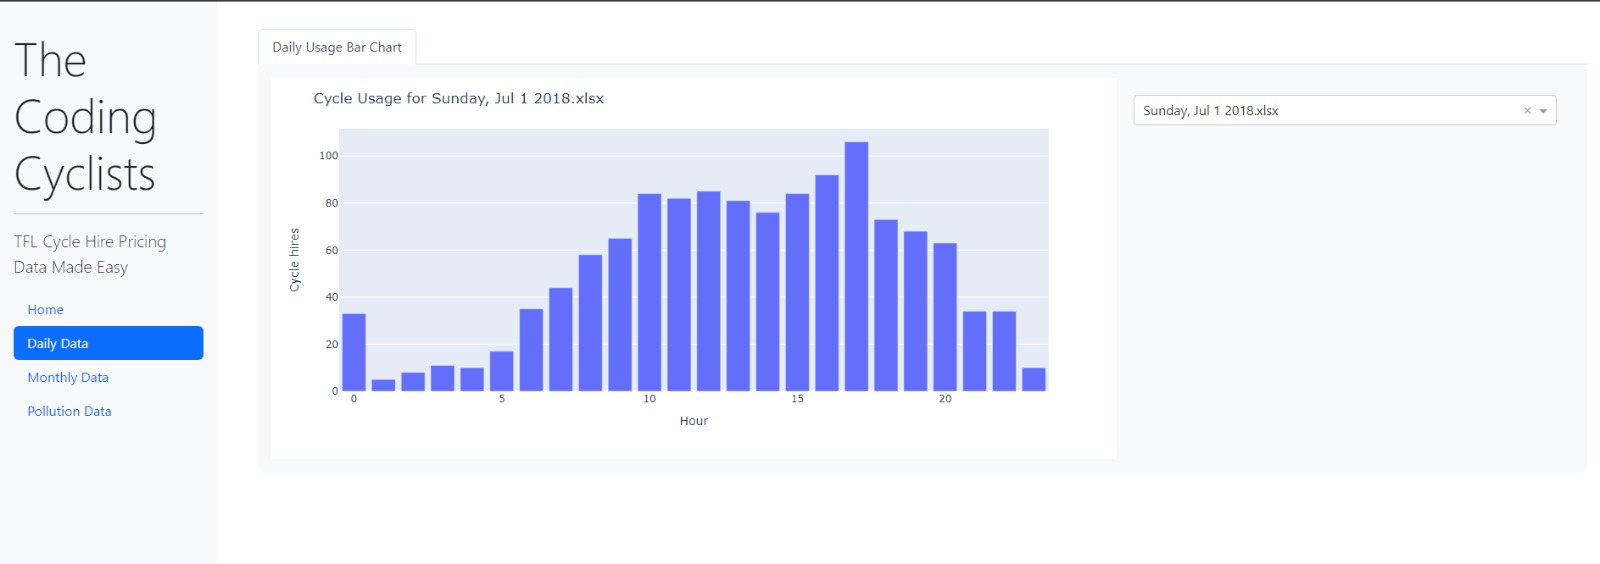 The
Coding
Cyclists
TFL Cycle Hire Pricing
Data Made Easy
Home
Daily Data
Monthly Data
Pollution Data
Daily Usage Bar Chart
Cycle Usage for Sunday, Jul 1 2018.xlsx
100
80
60
40
20
0
Cycle hires
0 5 10 15 20
Hour
Sunday, Jul 1 2018.xlsx ×